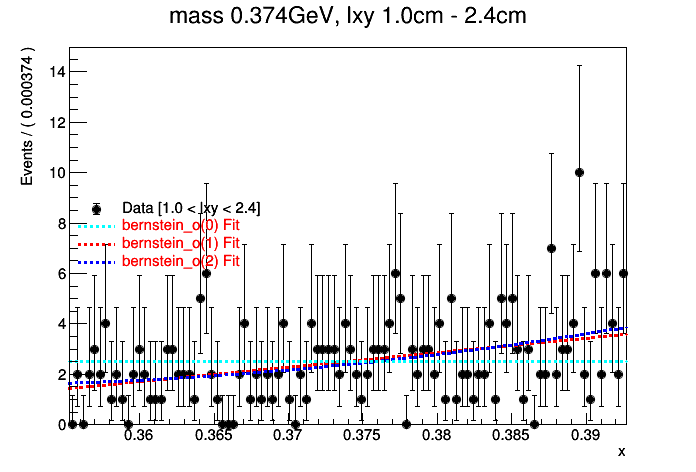 mass 0.374GeV, lxy 1.0cm - 2.4cm
Events / ( 0.000374 )
14
12
10
8
6
4
2
0
Data [1.0 < lxy < 2.4]
bernstein_o(0) Fit
bernstein_o(1) Fit
bernstein_o(2) Fit
0.36 0.365 0.37 0.375 0.38 0.385 0.39
x